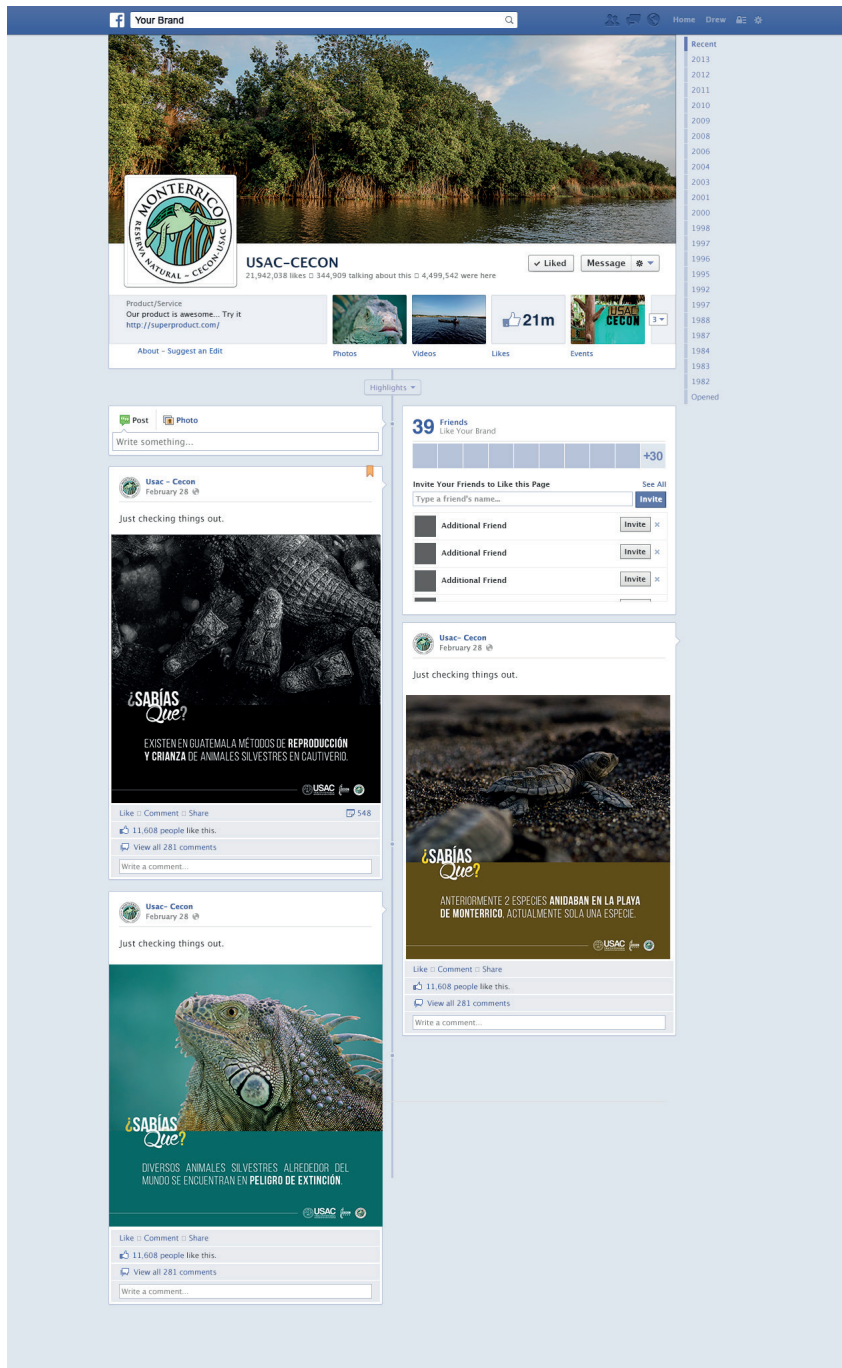 Your Brand
Home Drew
Recent
2013
2012
2011
2010
2009
2008
2006
2004
2003
2001
2000
1998
1997
1996
1995
1992
1997
1988
1987
1984
1983
1982
Opened
MONTERRICO
RESERVA NATURAL - CECON-USAC
USAC-CECON
21,942,038 likes □ 344,909 talking about this □ 4,499,542 were here
Liked
Message
Product/Service
Our product is awesome... Try it
http://superproduct.com/
About - Suggest an Edit
Photos
Videos
21m
Likes
USAC
CECON
Events
3
Highlights
Post
Photo
Write something...
Usac - Cecon
February 28
Just checking things out.
¿SABÍAS
Que?
EXISTEN EN GUATEMALA MÉTODOS DE REPRODUCCIÓN
Y CRIANZA DE ANIMALES SILVESTRES EN CAUTIVERIO.
USAC
Like □ Comment □ Share
548
11,608 people like this.
View all 281 comments
Write a comment...
Usac- Cecon
February 28
Just checking things out.
¿SABÍAS
Que?
DIVERSOS ANIMALES SILVESTRES ALREDEDOR DEL
MUNDO SE ENCUENTRAN EN PELIGRO DE EXTINCIÓN.
USAC
Like □ Comment □ Share
11,608 people like this.
View all 281 comments
Write a comment...
39 Friends
Like Your Brand
+30
Invite Your Friends to Like this Page
See All
Type a friend's name...
Invite
Additional Friend
Invite ×
Additional Friend
Invite ×
Additional Friend
Invite ×
Usac- Cecon
February 28
Just checking things out.
¿SABÍAS
Que?
ANTERIORMENTE 2 ESPECIES ANIDABAN EN LA PLAYA
DE MONTERRICO, ACTUALMENTE SOLA UNA ESPECIE.
USAC
Like □ Comment □ Share
11,608 people like this.
View all 281 comments
Write a comment...